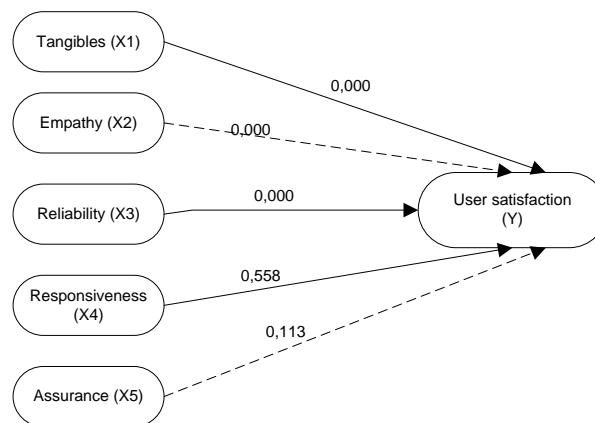 Tangibles (X1)
0,000
Empathy (X2)
0,000
Reliability (X3)
0,000
User satisfaction
(Y)
Responsiveness
(X4)
0,558
Assurance (X5)
0,113